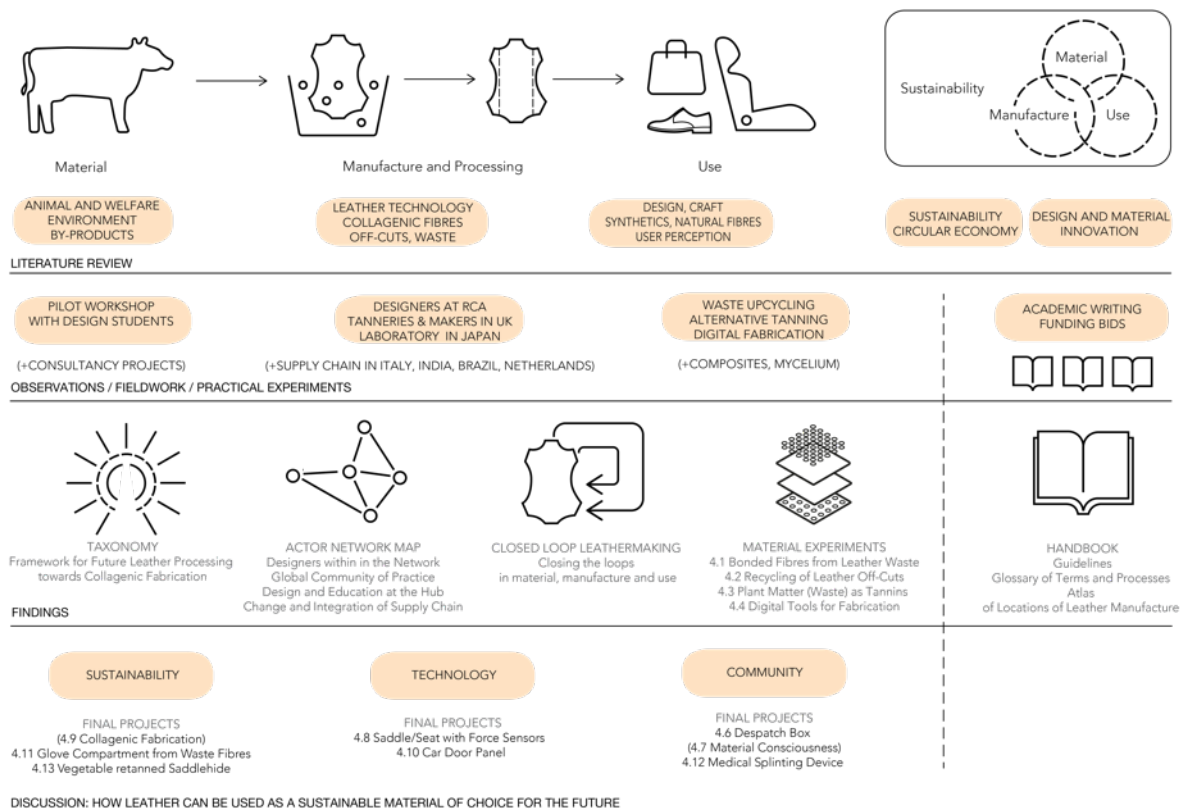 Material
Manufacture and Processing
Use
Sustainability
Material
Manufacture
Use
ANIMAL AND WELFARE
ENVIRONMENT
BY-PRODUCTS
LEATHER TECHNOLOGY
COLLAGENIC FIBRES
OFF-CUTS, WASTE
DESIGN, CRAFT
SYNTHETICS, NATURAL FIBRES
USER PERCEPTION
SUSTAINABILITY
CIRCULAR ECONOMY
DESIGN AND MATERIAL
INNOVATION
LITERATURE REVIEW
PILOT WORKSHOP
WITH DESIGN STUDENTS
(+CONSULTANCY PROJECTS)
DESIGNERS AT RCA
TANNERIES & MAKERS IN UK
LABORATORY IN JAPAN
(+SUPPLY CHAIN IN ITALY, INDIA, BRAZIL, NETHERLANDS)
WASTE UPCYCLING
ALTERNATIVE TANNING
DIGITAL FABRICATION
(+COMPOSITES, MYCELIUM)
ACADEMIC WRITING
FUNDING BIDS
OBSERVATIONS / FIELDWORK / PRACTICAL EXPERIMENTS
TAXONOMY
Framework for Future Leather Processing
towards Collagenic Fabrication
ACTOR NETWORK MAP
Designers within in the Network
Global Community of Practice
Design and Education at the Hub
Change and Integration of Supply Chain
CLOSED LOOP LEATHERMAKING
Closing the loops
in material, manufacture and use
MATERIAL EXPERIMENTS
4.1 Bonded Fibres from Leather Waste
4.2 Recycling of Leather Off-Cuts
4.3 Plant Matter (Waste) as Tannins
4.4 Digital Tools for Fabrication
HANDBOOK
Guidelines
Glossary of Terms and Processes
Atlas
of Locations of Leather Manufacture
FINDINGS
SUSTAINABILITY
FINAL PROJECTS
(4.9 Collagenic Fabrication)
4.11 Glove Compartment from Waste Fibres
4.13 Vegetable retanned Saddlehide
TECHNOLOGY
FINAL PROJECTS
4.8 Saddle/Seat with Force Sensors
4.10 Car Door Panel
COMMUNITY
FINAL PROJECTS
4.6 Despatch Box
(4.7 Material Consciousness)
4.12 Medical Splinting Device
DISCUSSION: HOW LEATHER CAN BE USED AS A SUSTAINABLE MATERIAL OF CHOICE FOR THE FUTURE